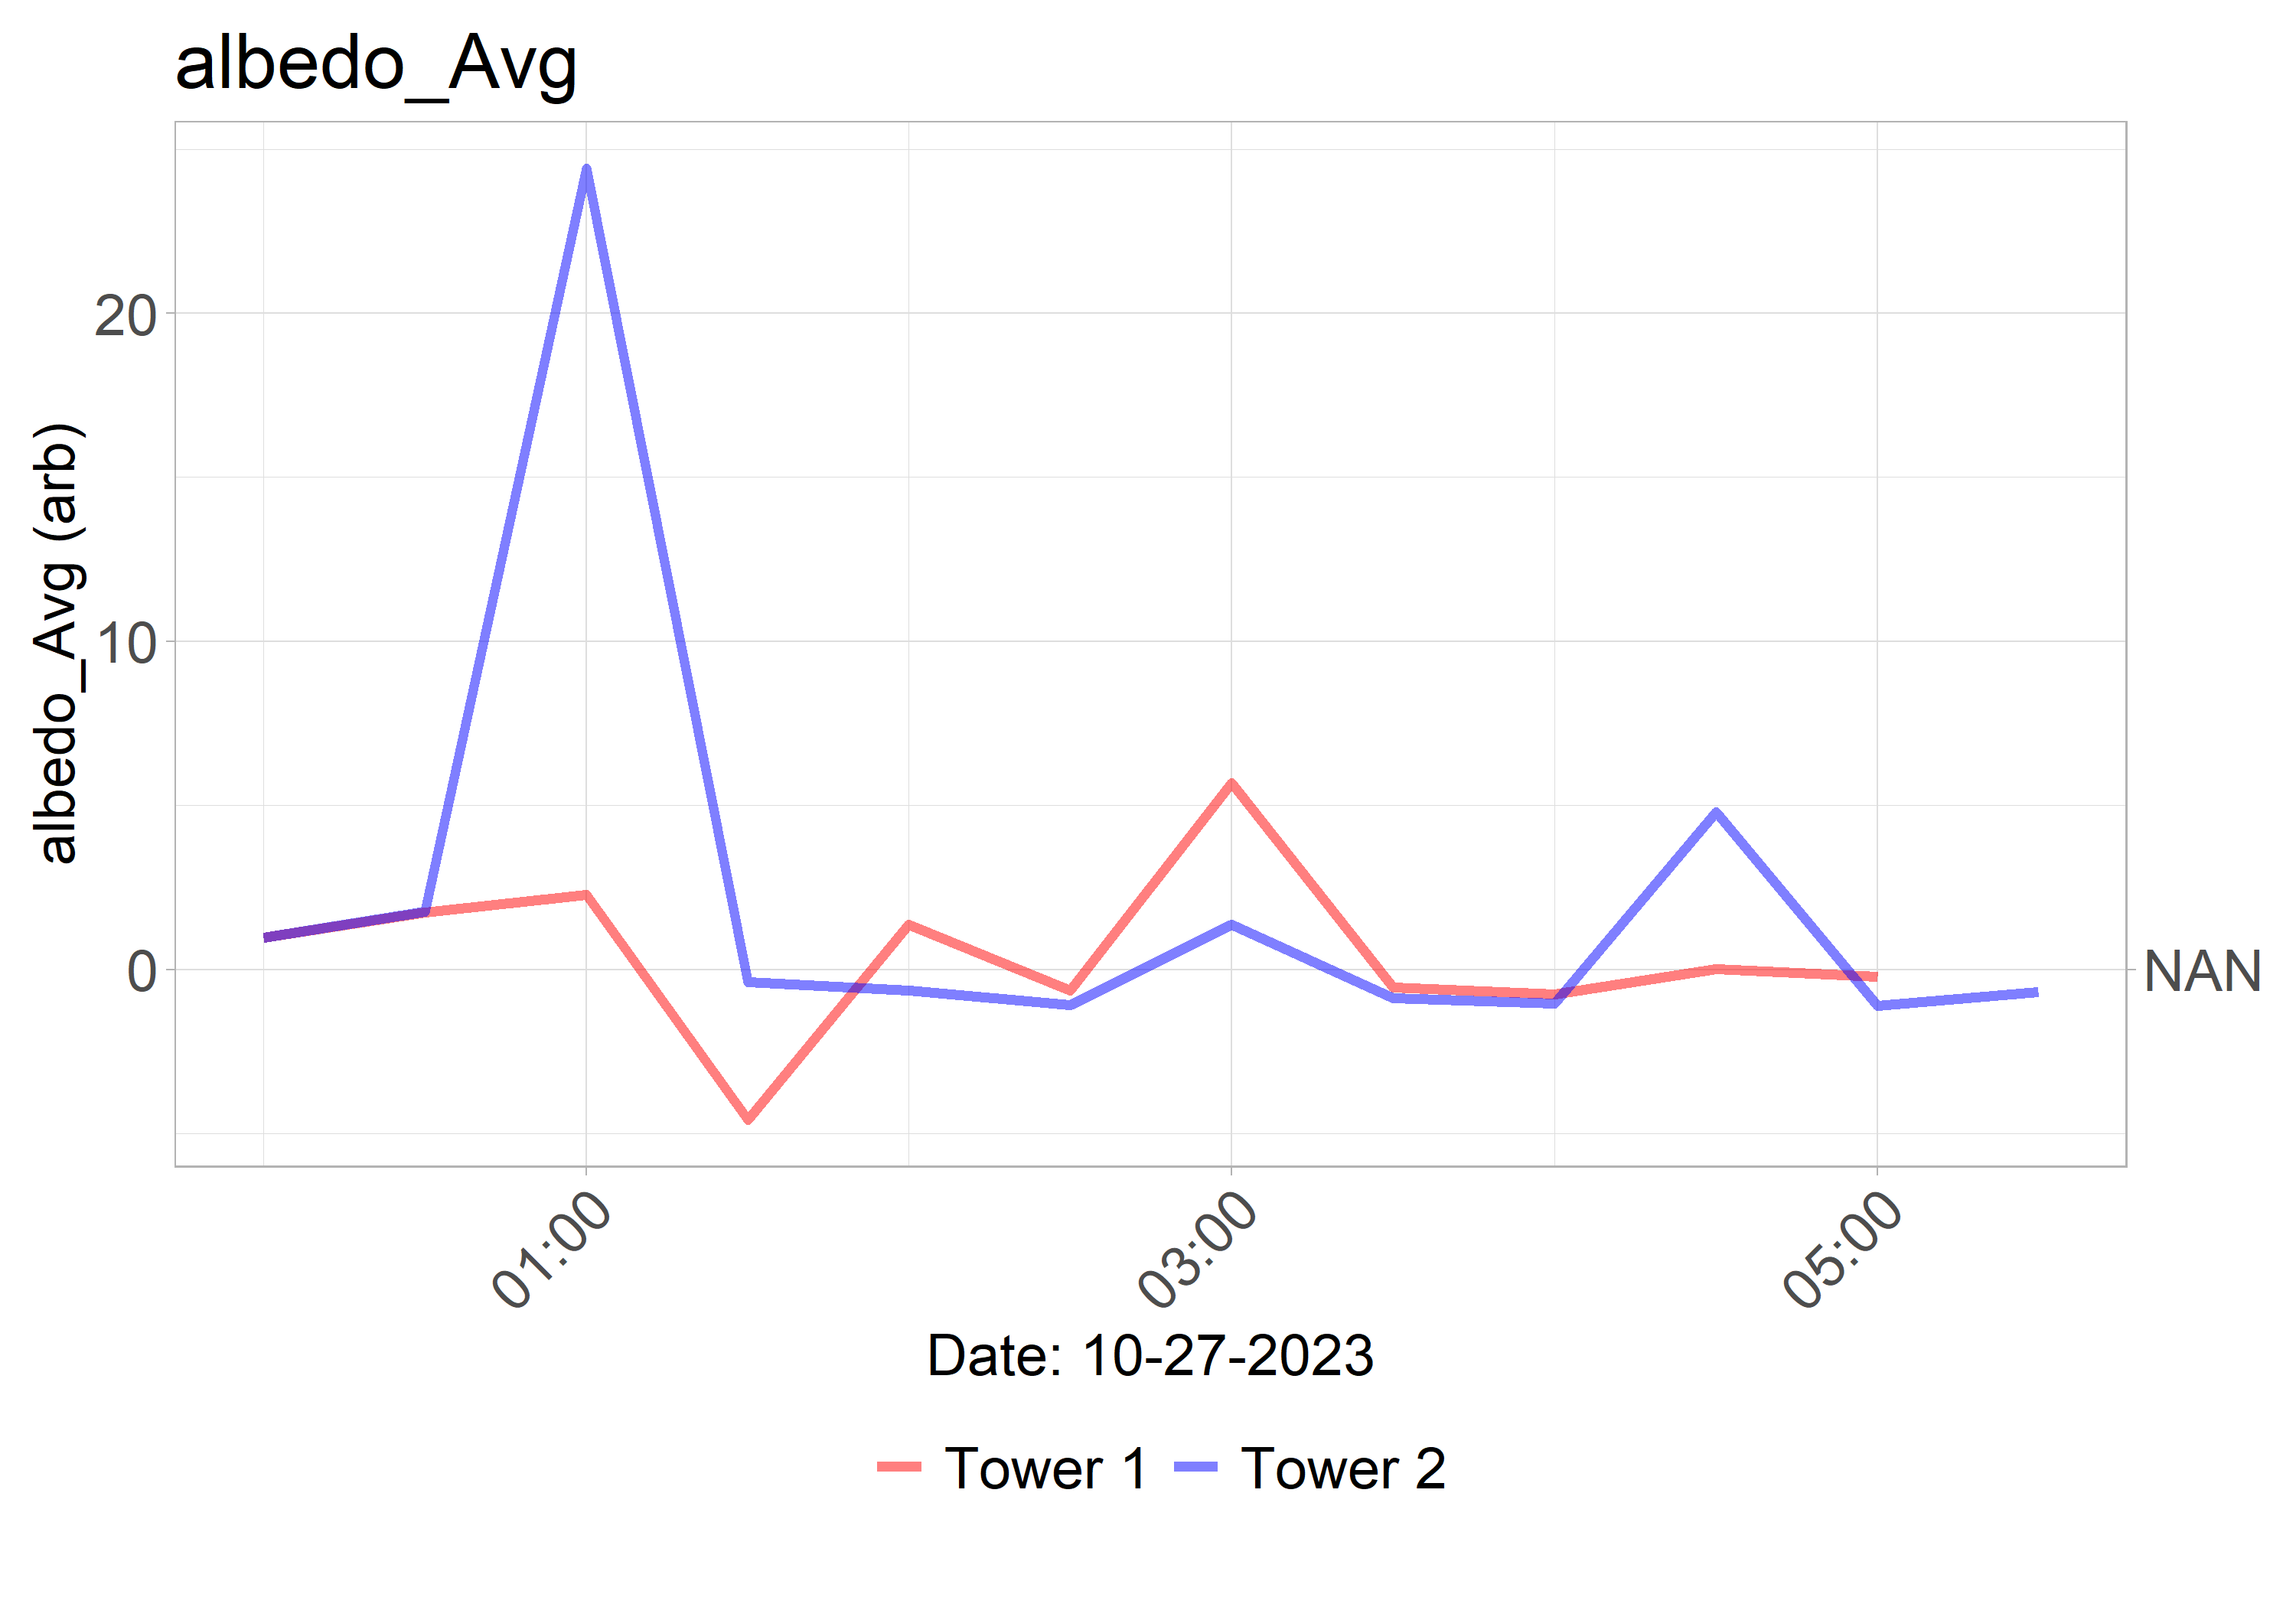 albedo_Avg
albedo_Avg (arb)
20
10
0
NAN
01:00
03:00
05:00
Date: 10-27-2023
Tower 1
Tower 2